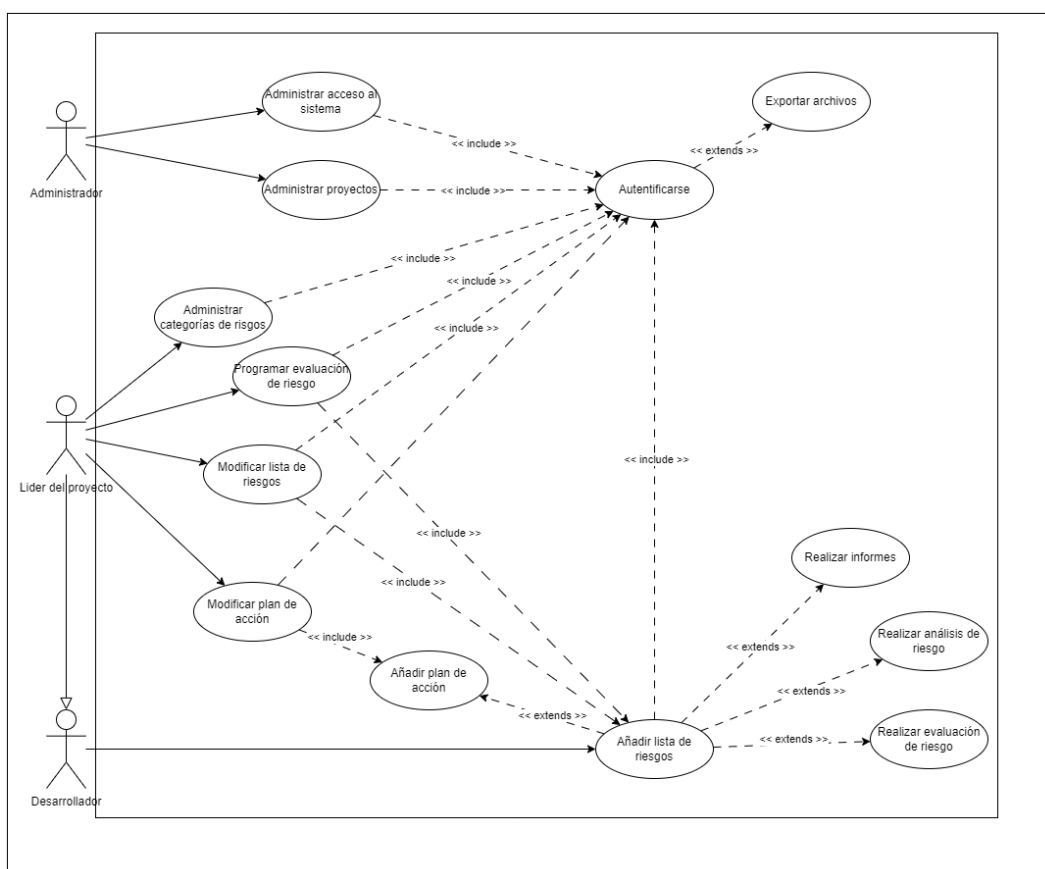 Administrar acceso al
sistema
Exportar archivos
<< include >>
<< extends >>
Administrador
Administrar proyectos
<< include >>
Autentificarse
<< include >>
<< include >>
Administrar
categorías de risgos
<< include >>
Programar evaluación
de riesgo
Lider del proyecto
Modificar lista de
riesgos
<< include >>
<< include >>
Realizar informes
<< include >>
Modificar plan de
acción
<< include >>
Realizar análisis de
riesgo
<< extends >>
Añadir plan de
acción
<< extends >>
<< extends >>
Añadir lista de
riesgos
<< extends >>
Realizar evaluación
de riesgo
Desarrollador